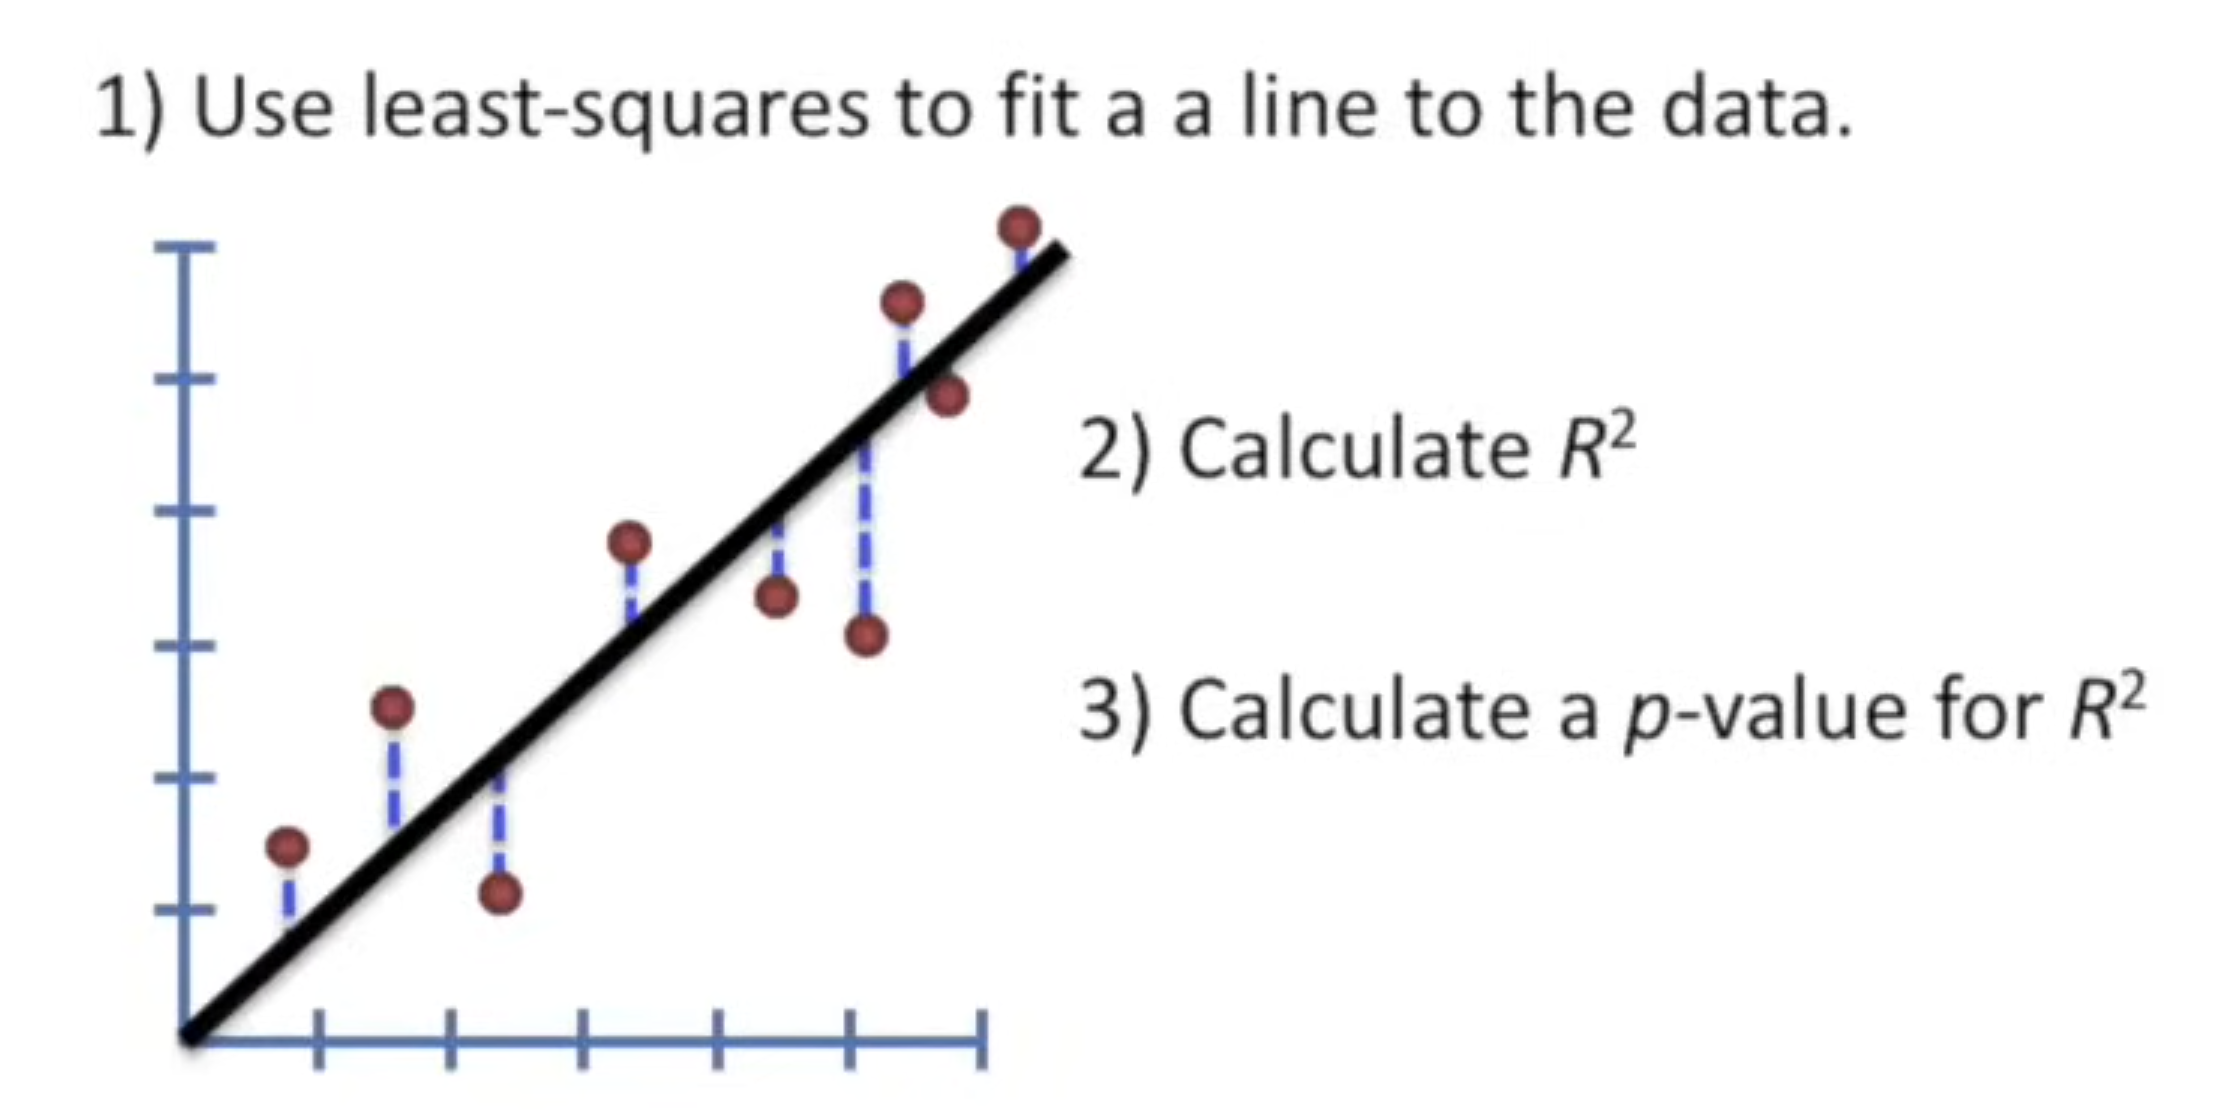 1) Use least-squares to fit a a line to the data.
2) Calculate R²
3) Calculate a p-value for R²